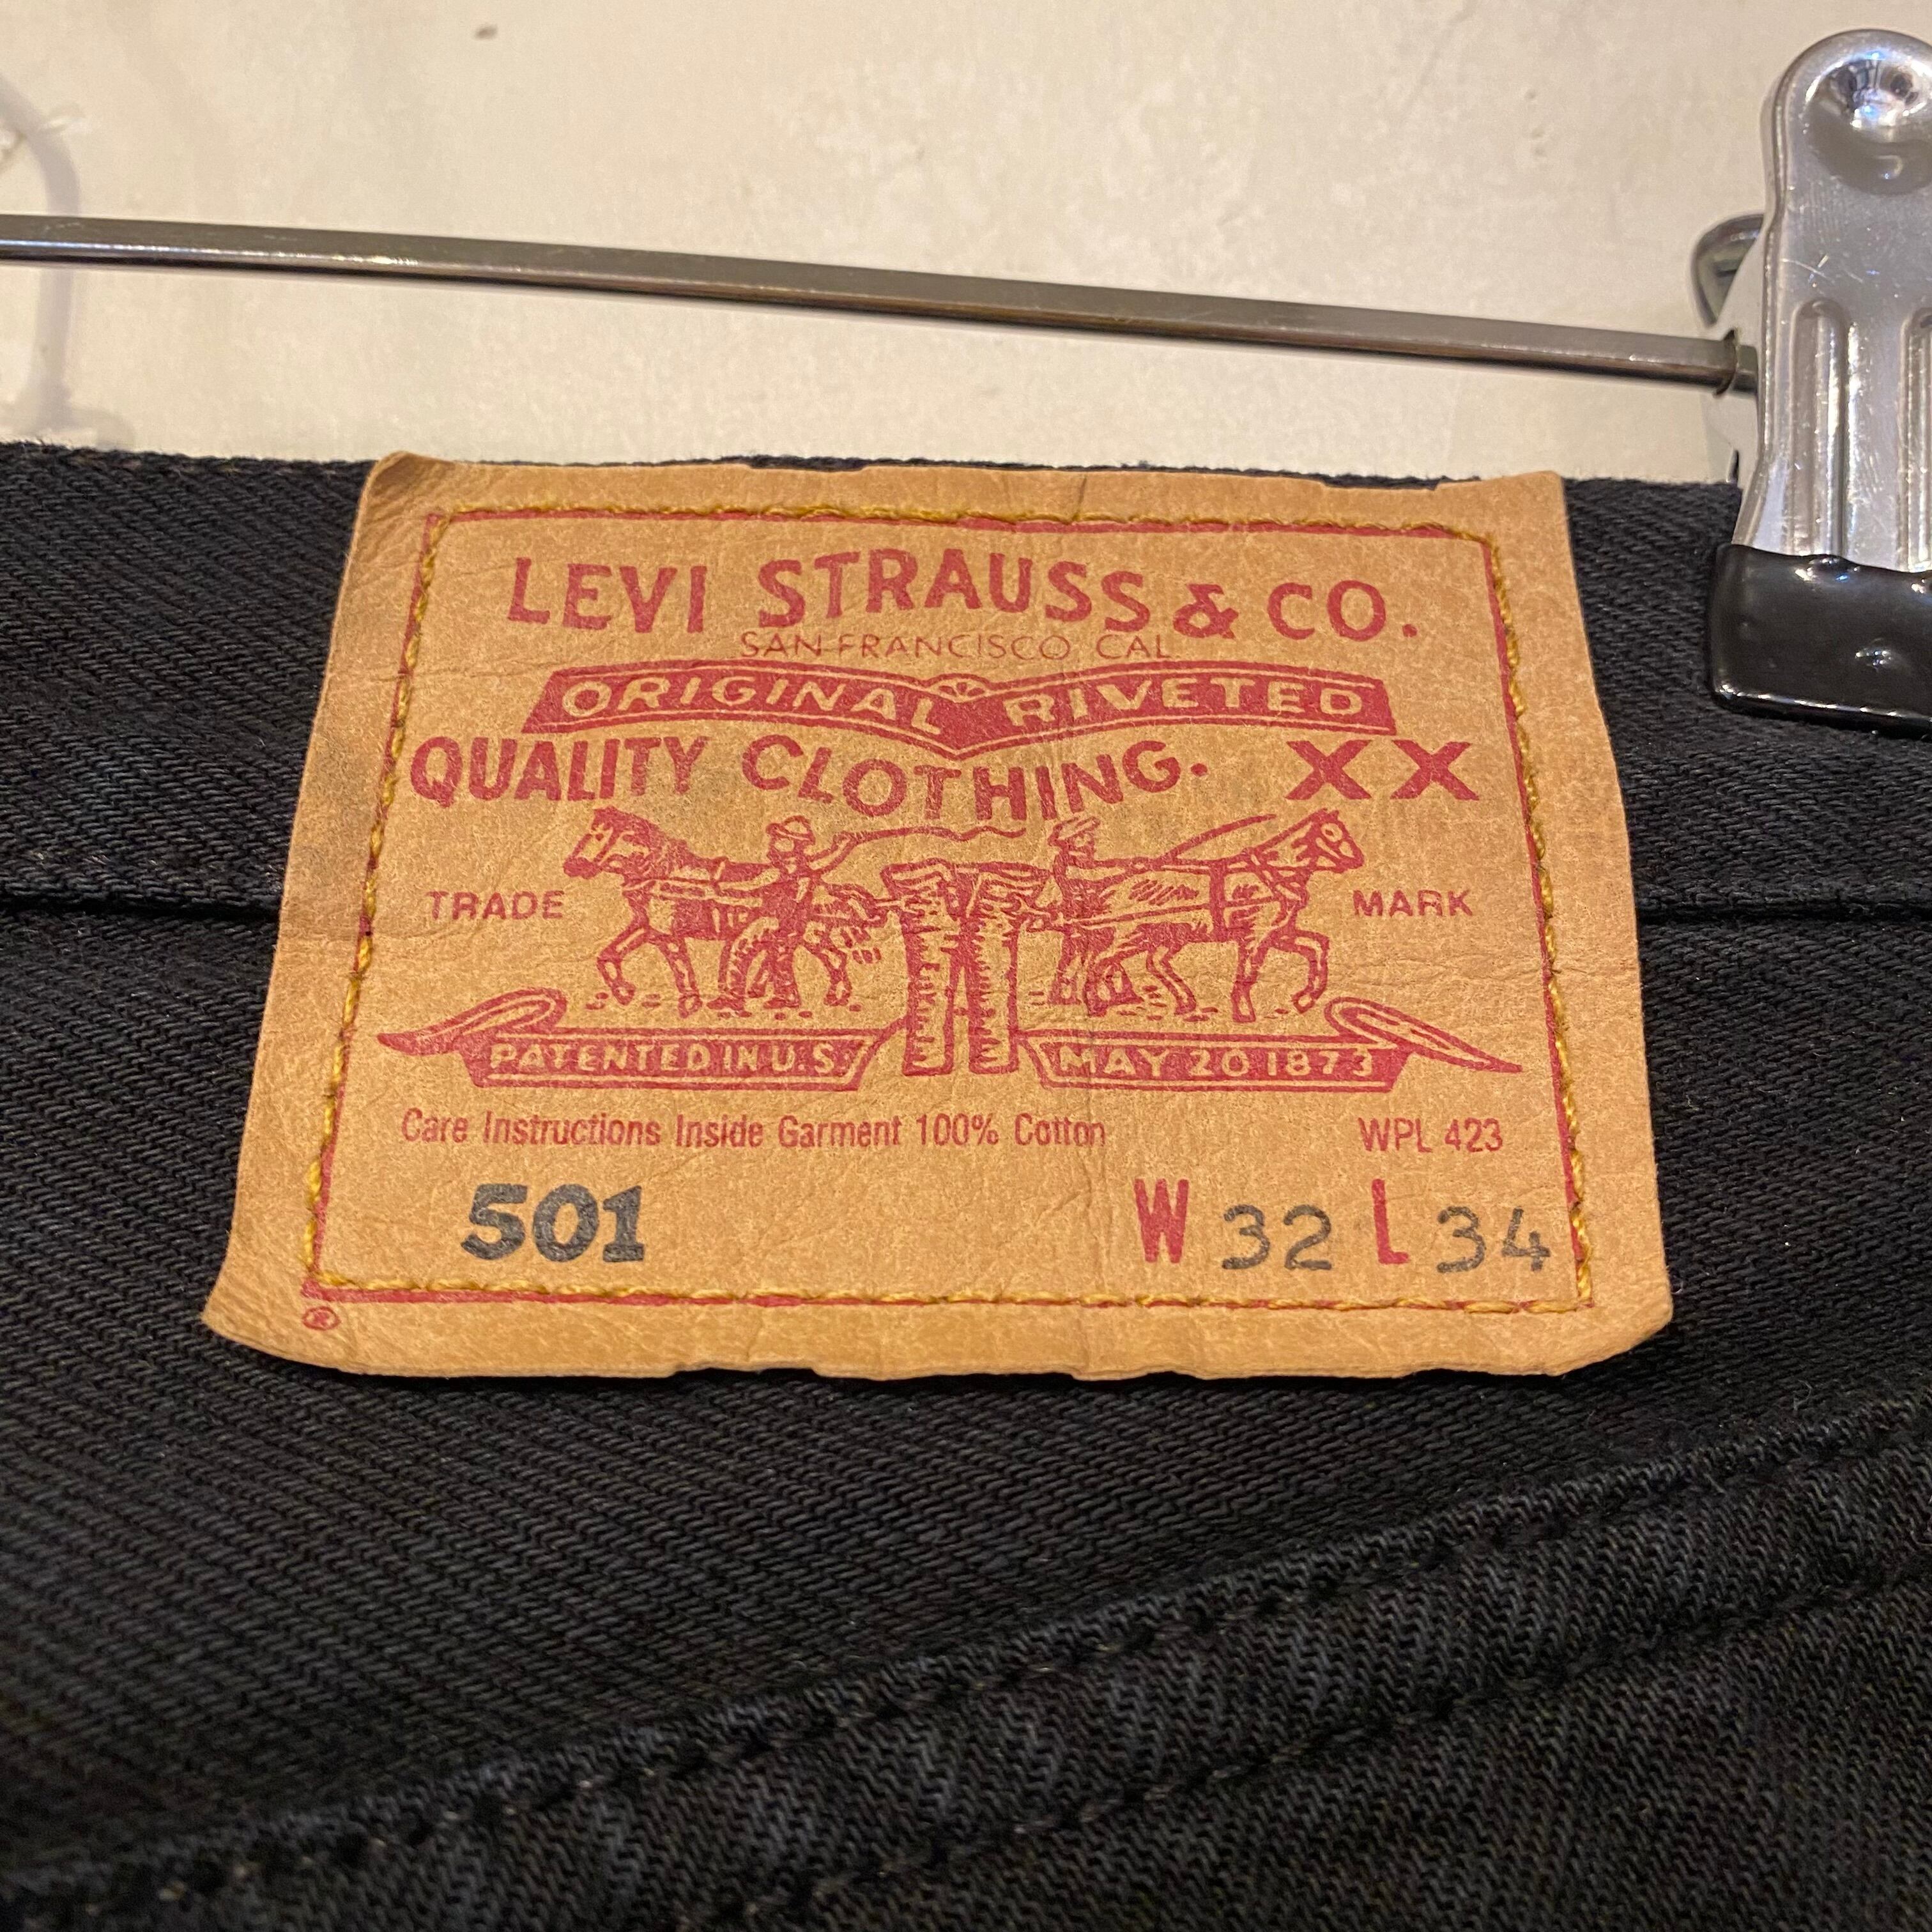 LEVI STRAUSS & CO.
SAN FRANCISCO CAL.
ORIGINAL RIVETED
QUALITY CLOTHING. XX
TRADE MARK
PATENTED IN U.S. MAY 20 1873
Care Instructions Inside Garment 100% Cotton WPL 423
501 W 32 L 34
®